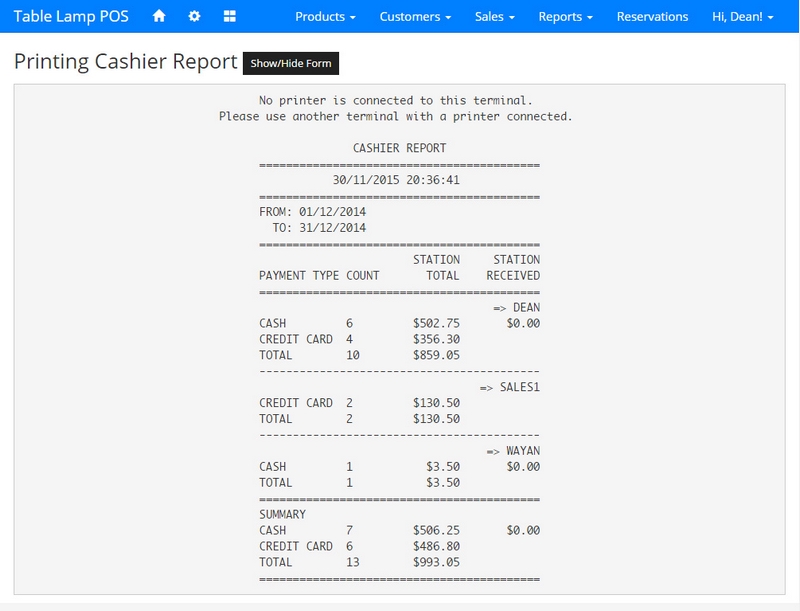 Table Lamp POS Products Customers Sales Reports Reservations Hi, Dean!
Printing Cashier Report Show/Hide Form
No printer is connected to this terminal.
Please use another terminal with a printer connected.
CASHIER REPORT
==========================================
30/11/2015 20:36:41
==========================================
FROM: 01/12/2014
TO: 31/12/2014
==========================================
STATION STATION
PAYMENT TYPE COUNT TOTAL RECEIVED
==========================================
=> DEAN
CASH 6 $502.75 $0.00
CREDIT CARD 4 $356.30
TOTAL 10 $859.05
------------------------------------------
=> SALES1
CREDIT CARD 2 $130.50
TOTAL 2 $130.50
------------------------------------------
=> WAYAN
CASH 1 $3.50 $0.00
TOTAL 1 $3.50
==========================================
SUMMARY
CASH 7 $506.25 $0.00
CREDIT CARD 6 $486.80
TOTAL 13 $993.05
==========================================